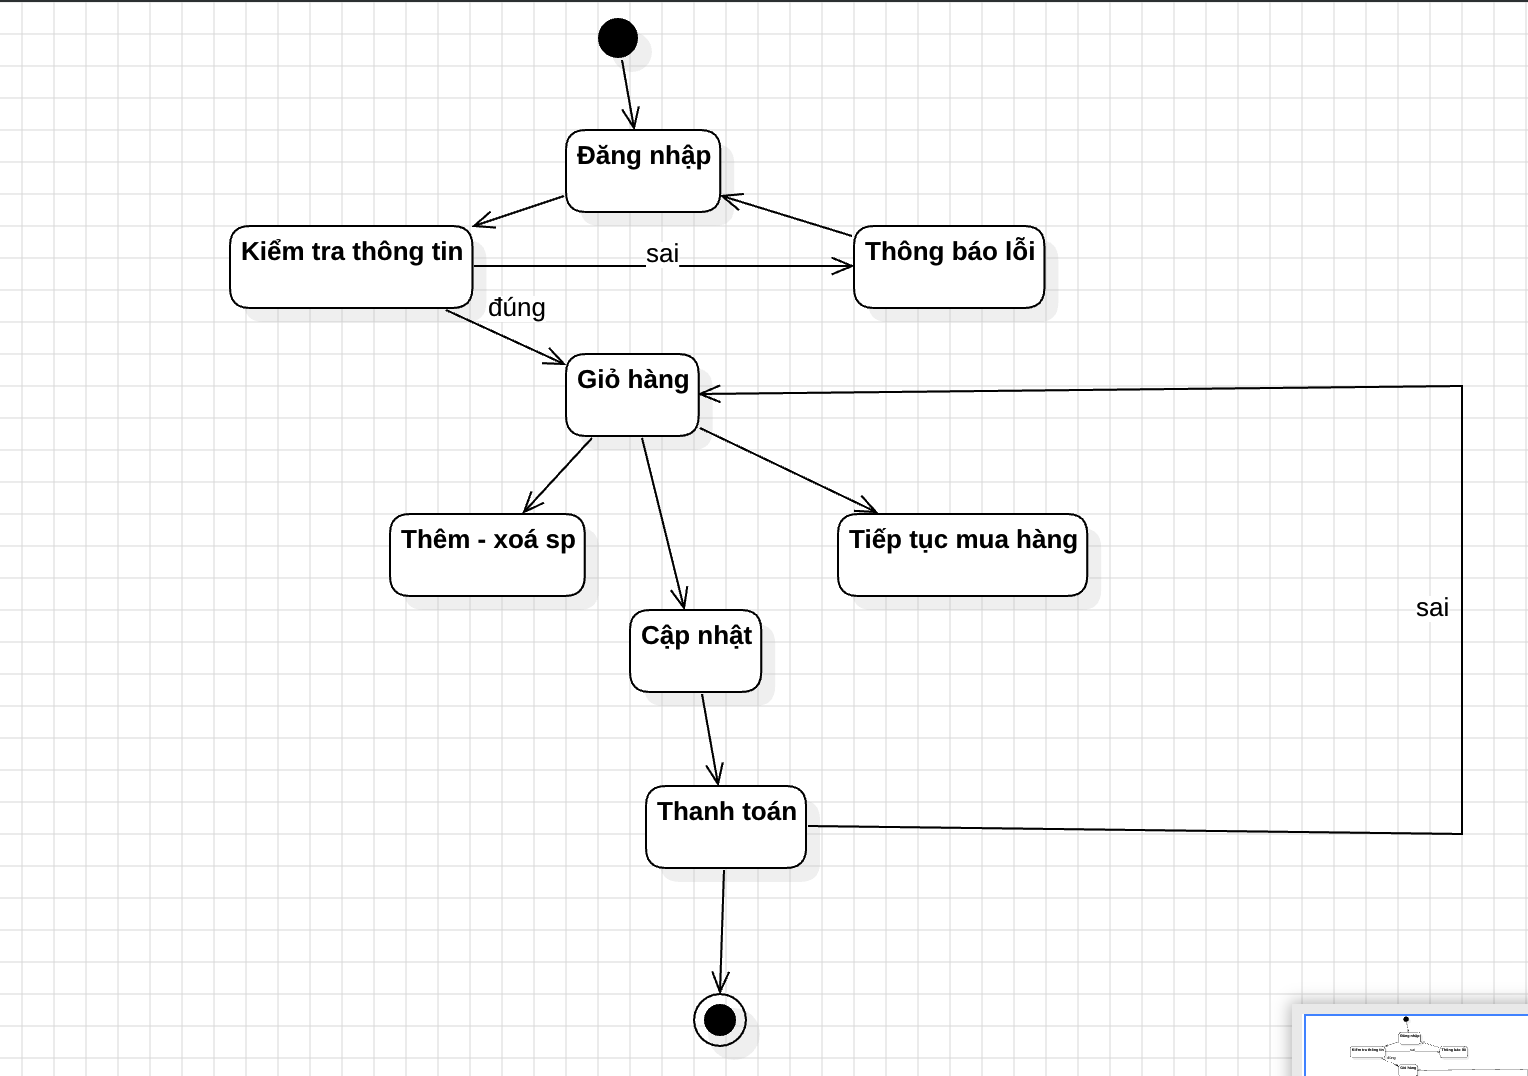 Đăng nhập
Kiểm tra thông tin
sai
Thông báo lỗi
đúng
Giỏ hàng
Thêm - xoá sp
Tiếp tục mua hàng
sai
Cập nhật
Thanh toán